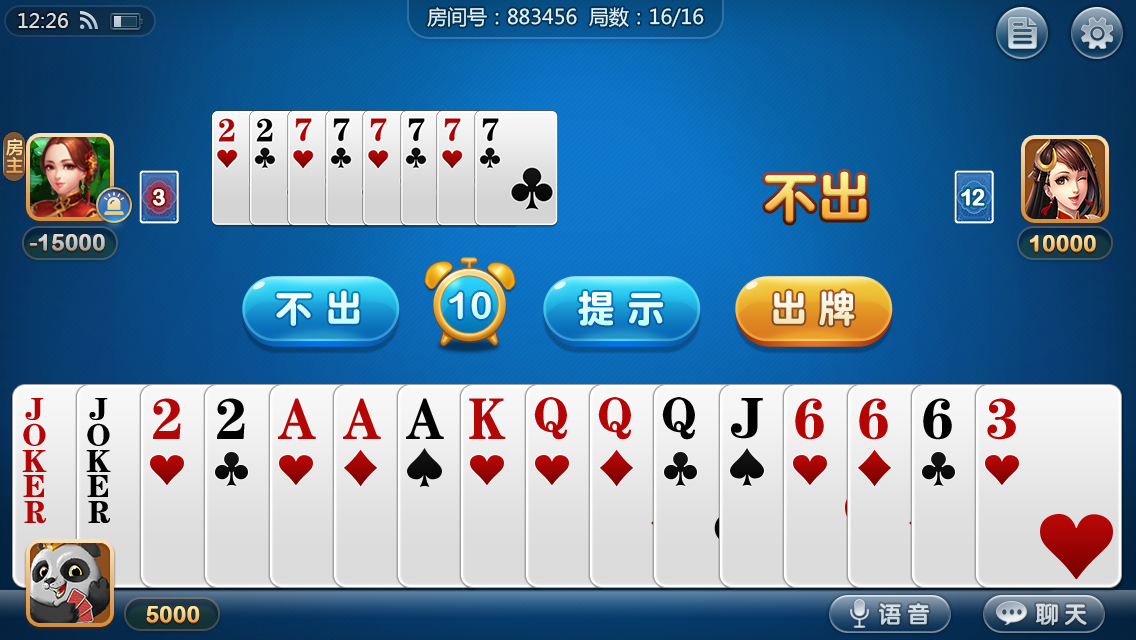 12:26
房间号：883456 局数：16/16
房主
3
-15000
2 2 7 7 7 7 7 7
不出
12
10000
不出
10
提示
出牌
JOKER JOKER 2 2 A A A K Q Q Q J 6 6 6 3
5000
语音
聊天